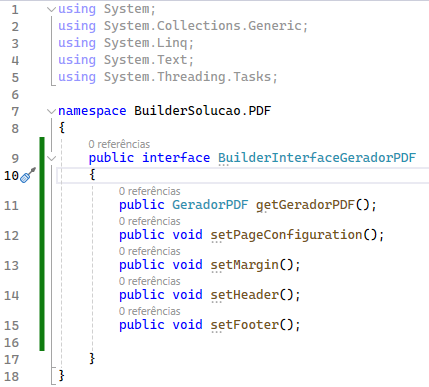 1 using System;
2 using System.Collections.Generic;
3 using System.Linq;
4 using System.Text;
5 using System.Threading.Tasks;
6
7 namespace BuilderSolucao.PDF
8 {
0 referências
9 public interface BuilderInterfaceGeradorPDF
10 {
0 referências
11 public GeradorPDF getGeradorPDF();
0 referências
12 public void setPageConfiguration();
0 referências
13 public void setMargin();
0 referências
14 public void setHeader();
0 referências
15 public void setFooter();
16
17 }
18 }